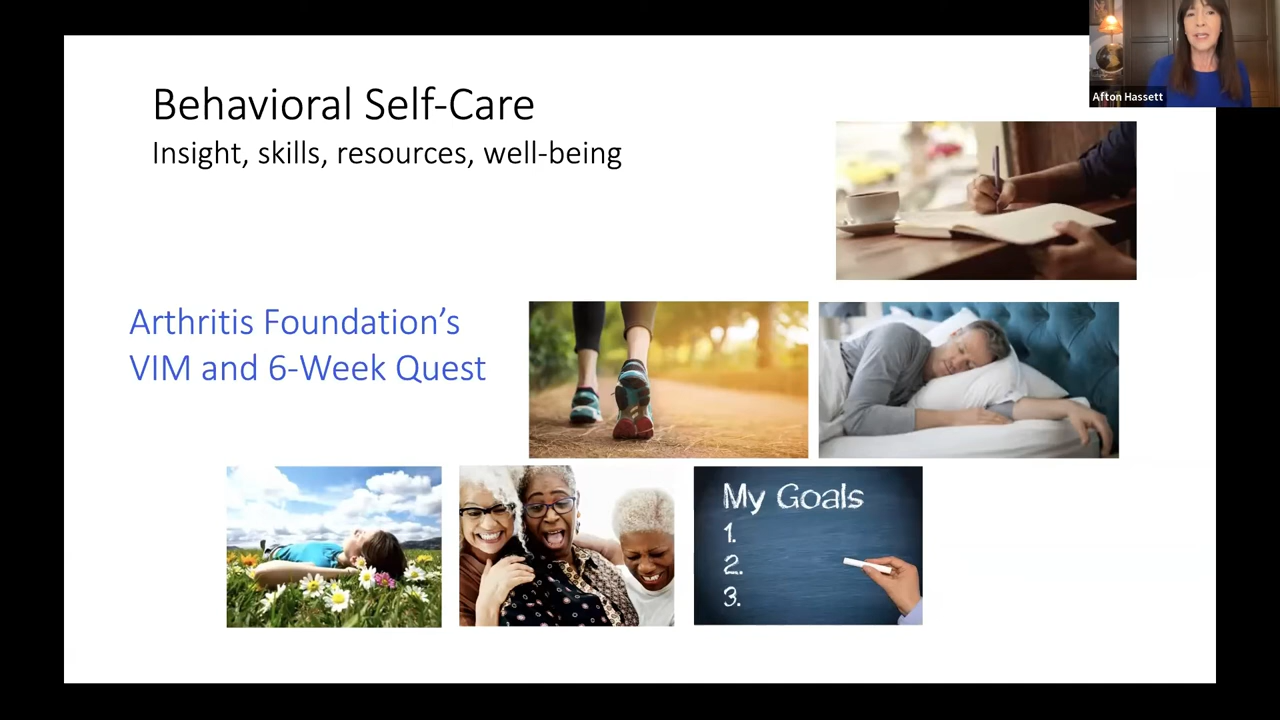 Behavioral Self-Care
Insight, skills, resources, well-being
Afton Hassett
Arthritis Foundation’s
VIM and 6-Week Quest
My Goals
1.
2.
3.